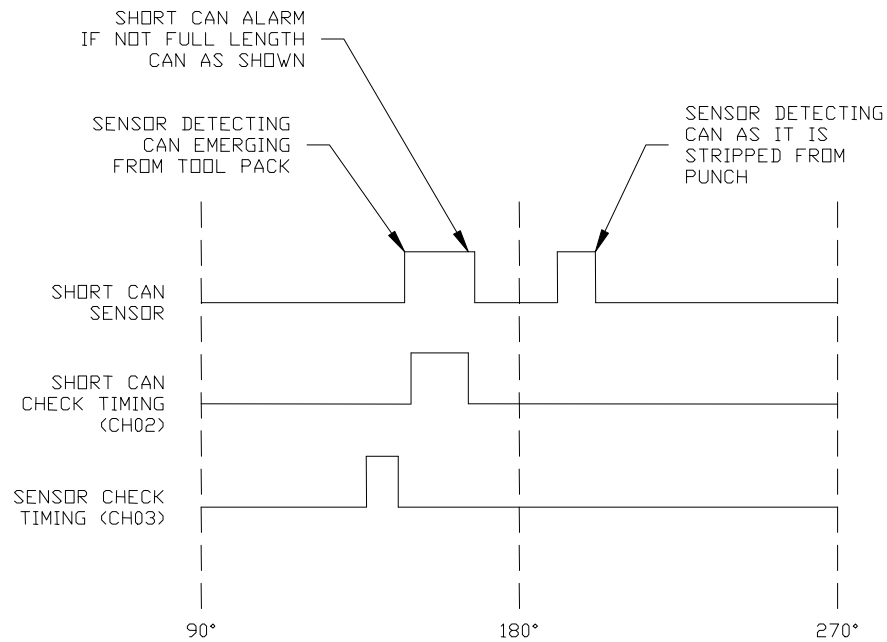 SHORT CAN ALARM
IF NOT FULL LENGTH
CAN AS SHOWN
SENSOR DETECTING
CAN EMERGING
FROM TOOL PACK
SENSOR DETECTING
CAN AS IT IS
STRIPPED FROM
PUNCH
SHORT CAN
SENSOR
SHORT CAN
CHECK TIMING
(CH02)
SENSOR CHECK
TIMING (CH03)
90°
180°
270°